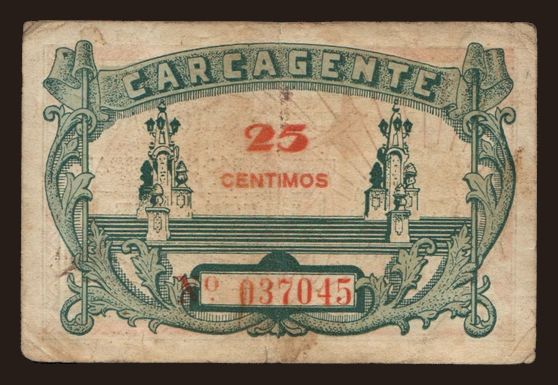 CARCAGENTE
25
CENTIMOS
Nº. 037045